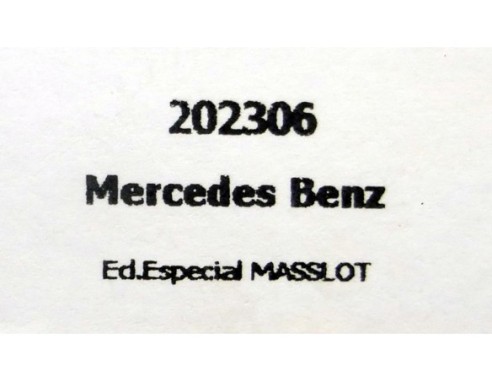 202306
Mercedes Benz
Ed.Especial MASSLOT